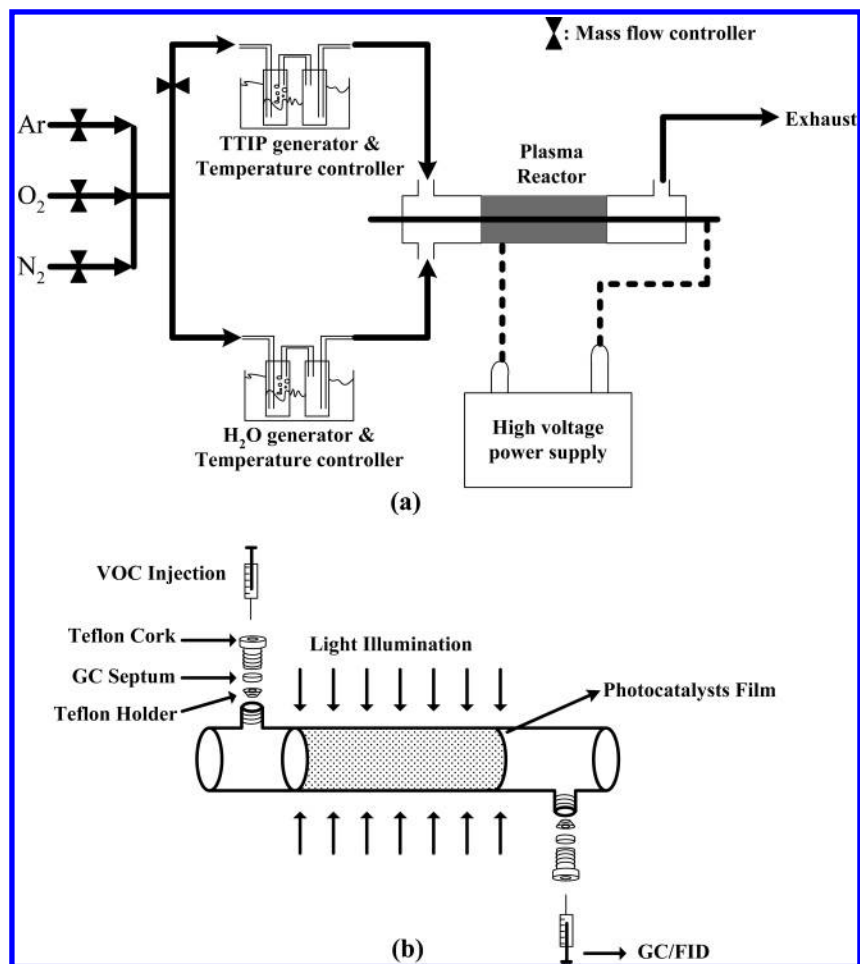 : Mass flow controller
Ar
O₂
N₂
TTIP generator &
Temperature controller
Plasma
Reactor
Exhaust
H₂O generator &
Temperature controller
High voltage
power supply
(a)
VOC Injection
Teflon Cork
GC Septum
Teflon Holder
Light Illumination
Photocatalysts Film
GC/FID
(b)